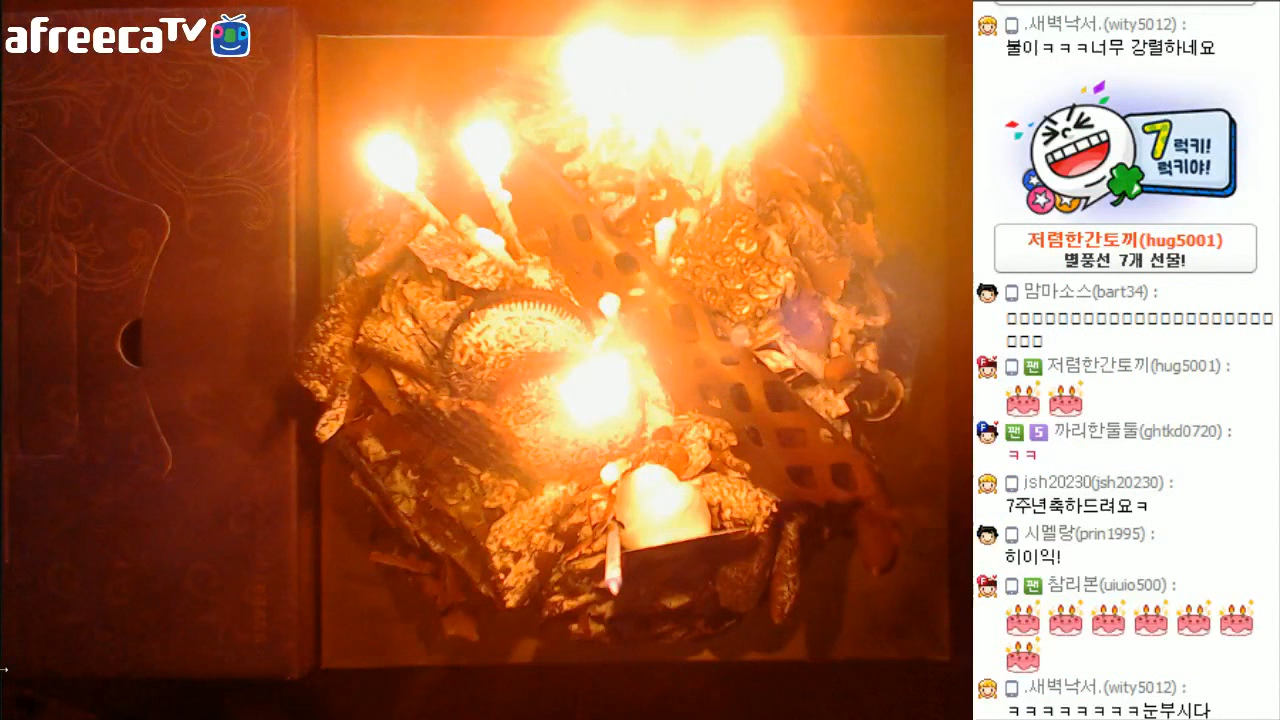 afreecaTV
.새벽낙서.(wity5012) :
불이ㅋㅋㅋ너무 강렬하네요
7 럭키!
럭키야!
저렴한간토끼(hug5001)
별풍선 7개 선물!
맘마소스(bart34) :
팬 저렴한간토끼(hug5001) :
팬 5 까리한둘둘(ghtkd0720) :
ㅋㅋ
jsh20230(jsh20230) :
7주년축하드려요ㅋ
시멜랑(prin1995) :
히이익!
팬 참리본(uiuio500) :
.새벽낙서.(wity5012) :
ㅋㅋㅋㅋㅋㅋㅋㅋ눈부시다